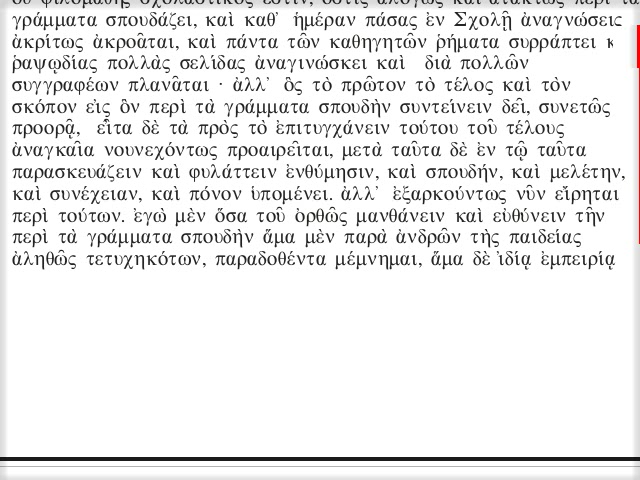 γράμματα σπουδάζει, καὶ καθ' ἡμέραν πάσας ἐν Σχολῇ ἀναγνώσεις
ἀκρίτως ἀκροᾶται, καὶ πάντα τῶν καθηγητῶν ῥήματα συρράπτει κ
ῥαψῳδίας πολλὰς σελίδας ἀναγινώσκει καὶ διὰ πολλῶν
συγγραφέων πλανᾶται · ἀλλ' ὃς τὸ πρῶτον τὸ τέλος καὶ τὸν
σκόπον εἰς ὃν περὶ τὰ γράμματα σπουδὴν συντείνειν δεῖ, συνετῶς
προορᾷ, εἶτα δὲ τὰ πρὸς τὸ ἐπιτυγχάνειν τούτου τοῦ τέλους
ἀναγκαῖα νουνεχόντως προαιρεῖται, μετὰ ταῦτα δὲ ἐν τῷ ταῦτα
παρασκευάζειν καὶ φυλάττειν ἐνθύμησιν, καὶ σπουδήν, καὶ μελέτην,
καὶ συνέχειαν, καὶ πόνον ὑπομένει. ἀλλ' ἐξαρκούντως νῦν εἴρηται
περὶ τούτων. ἐγὼ μὲν ὅσα τοῦ ὀρθῶς μανθάνειν καὶ εὐθύνειν τῆν
περὶ τὰ γράμματα σπουδὴν ἅμα μὲν παρὰ ἀνδρῶν τὴς παιδείας
ἀληθῶς τετυχηκότων, παραδοθέντα μέμνημαι, ἅμα δὲ ἰδίᾳ ἐμπειρίᾳ